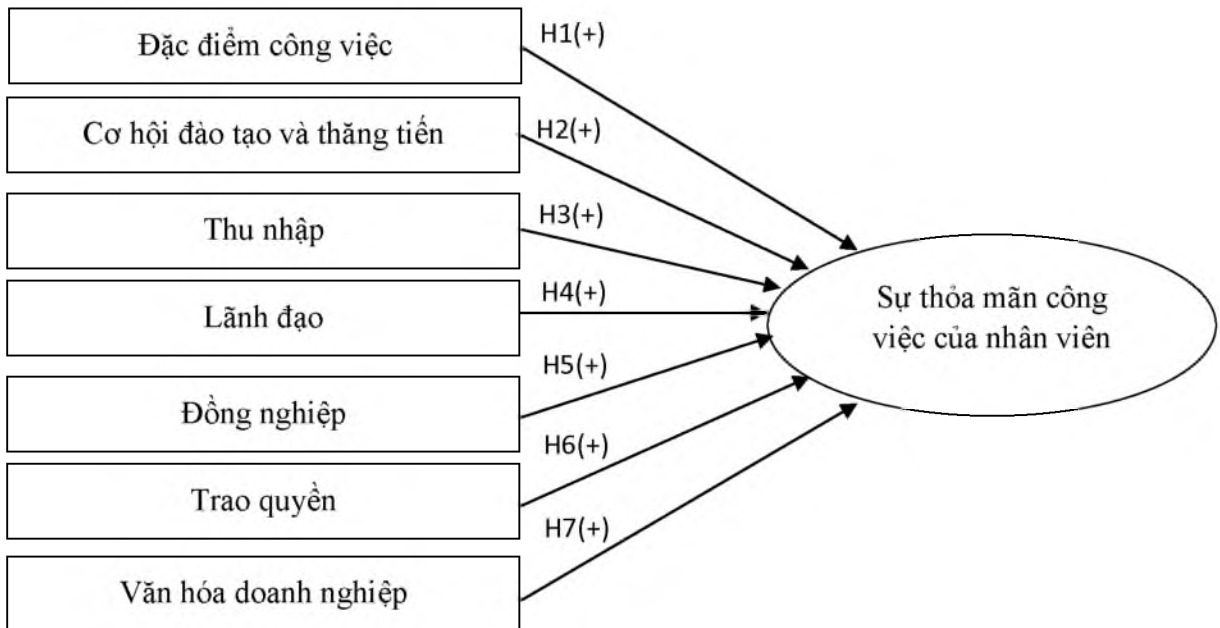 Đặc điểm công việc
H1(+)
Cơ hội đào tạo và thăng tiến
H2(+)
Thu nhập
H3(+)
Lãnh đạo
H4(+)
Đồng nghiệp
H5(+)
Trao quyền
H6(+)
Văn hóa doanh nghiệp
H7(+)
Sự thỏa mãn công
việc của nhân viên